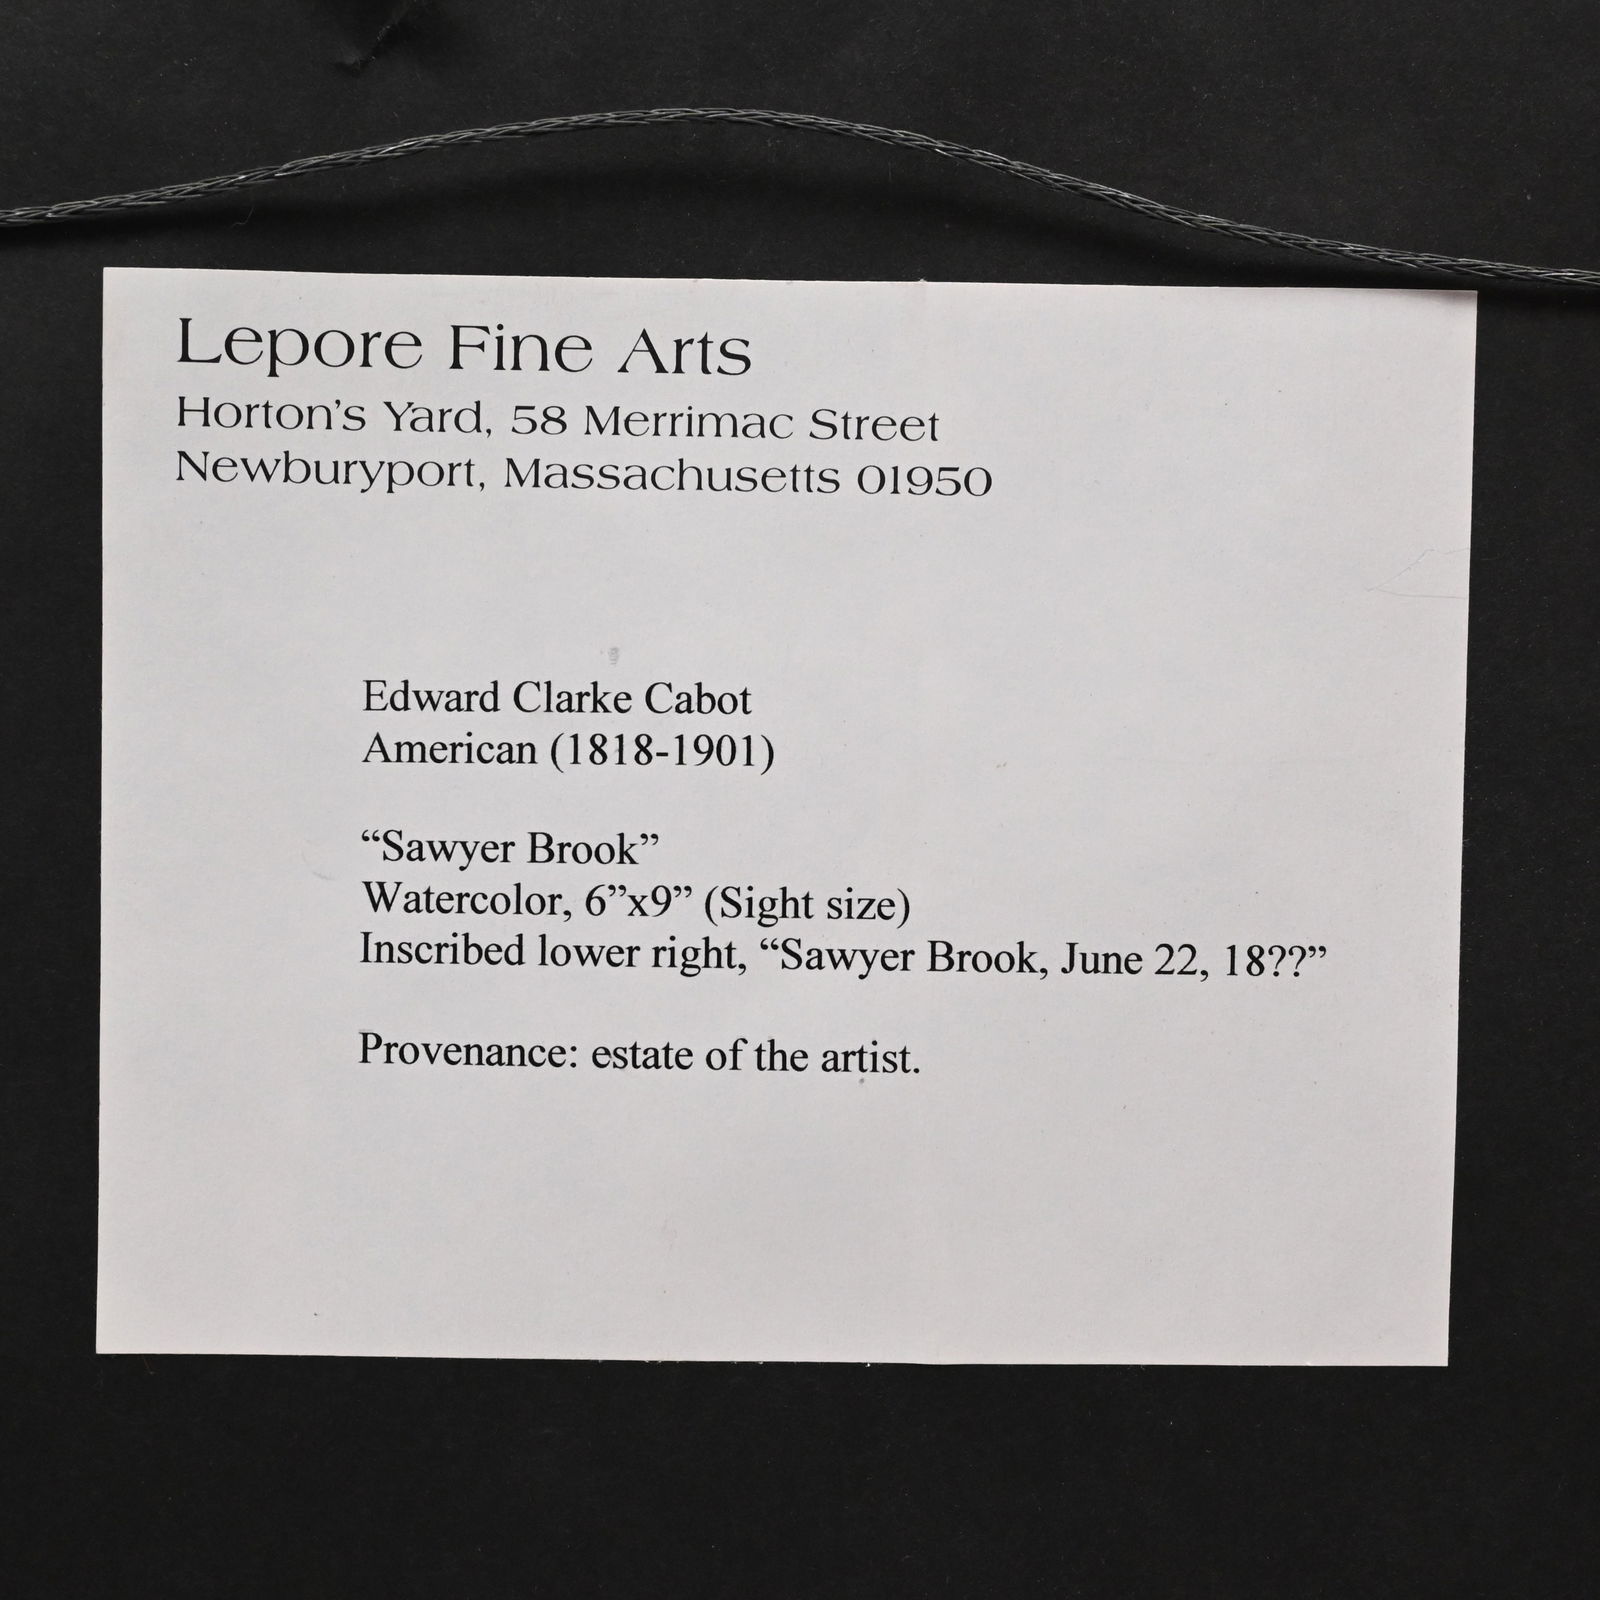 Lepore Fine Arts
Horton’s Yard, 58 Merrimac Street
Newburyport, Massachusetts 01950
Edward Clarke Cabot
American (1818-1901)
“Sawyer Brook”
Watercolor, 6”x9” (Sight size)
Inscribed lower right, “Sawyer Brook, June 22, 18??”
Provenance: estate of the artist.